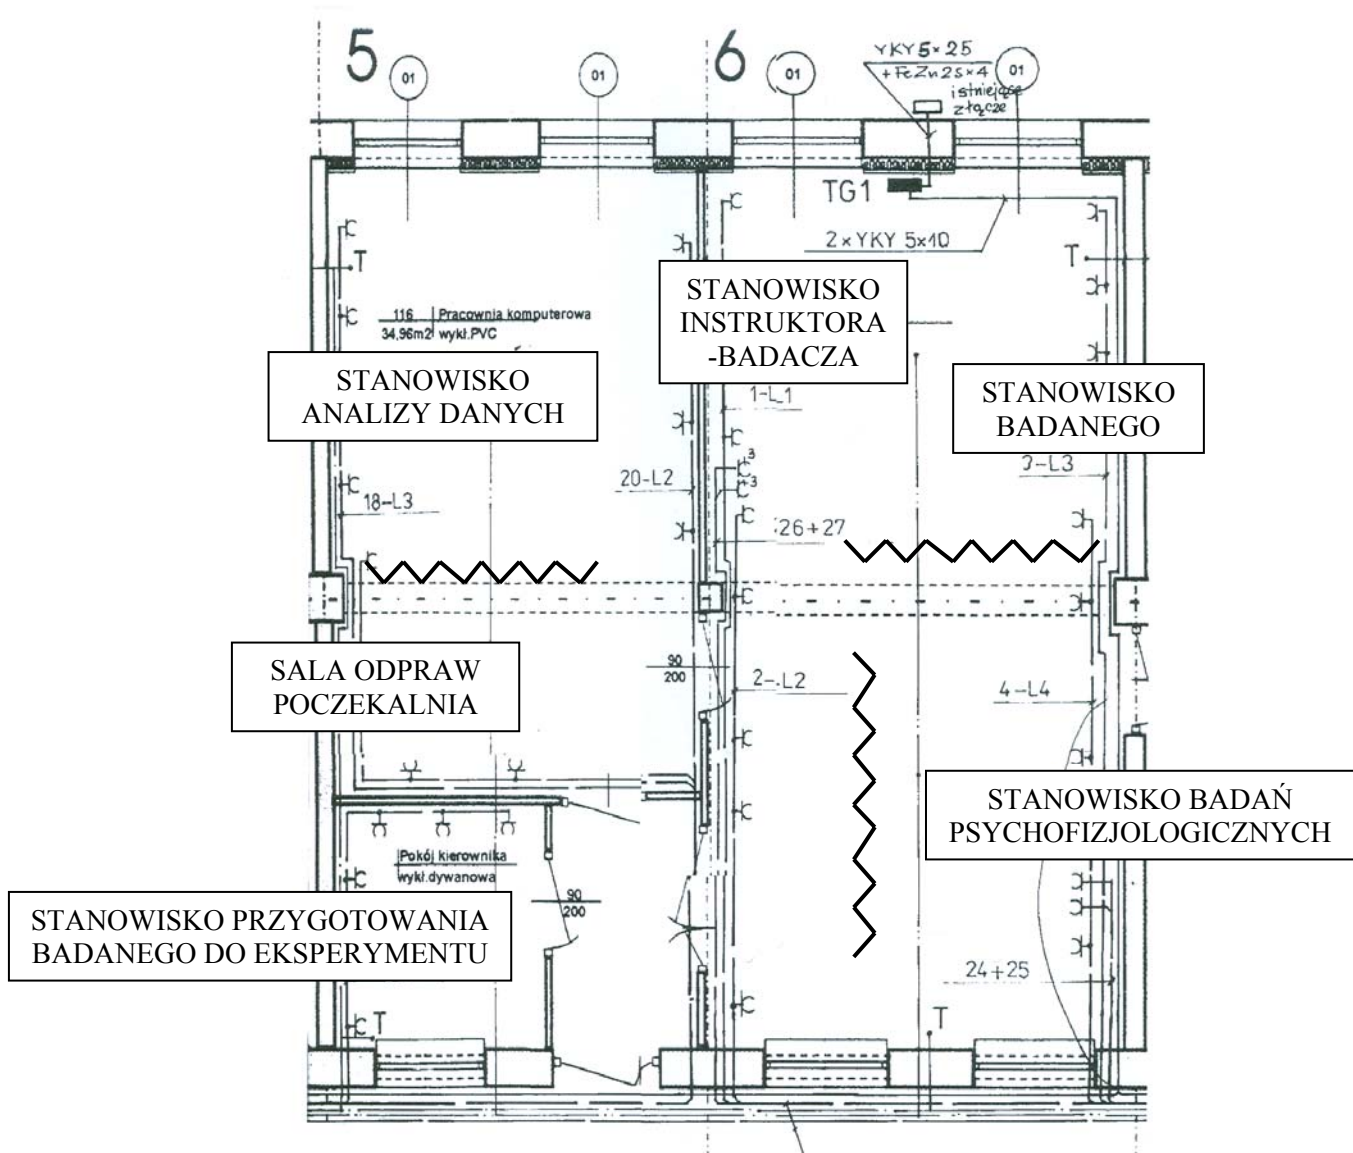 5
6
01
01
01
01
YKY 5×25
+ FeZn 25×4
istniejące
złącze
TG1
2×YKY 5×10
T
T
116 Pracownia komputerowa
34,96m2 wykł.PVC
STANOWISKO
INSTRUKTORA
-BADACZA
STANOWISKO
ANALIZY DANYCH
STANOWISKO
BADANEGO
1-L1
3-L3
3
3
20-L2
18-L3
26+27
SALA ODPRAW
POCZEKALNIA
90
200
2-L2
4-L4
STANOWISKO BADAŃ
PSYCHOFIZJOLOGICZNYCH
Pokój kierownika
wykł.dywanowa
90
200
STANOWISKO PRZYGOTOWANIA
BADANEGO DO EKSPERYMENTU
24+25
T
T